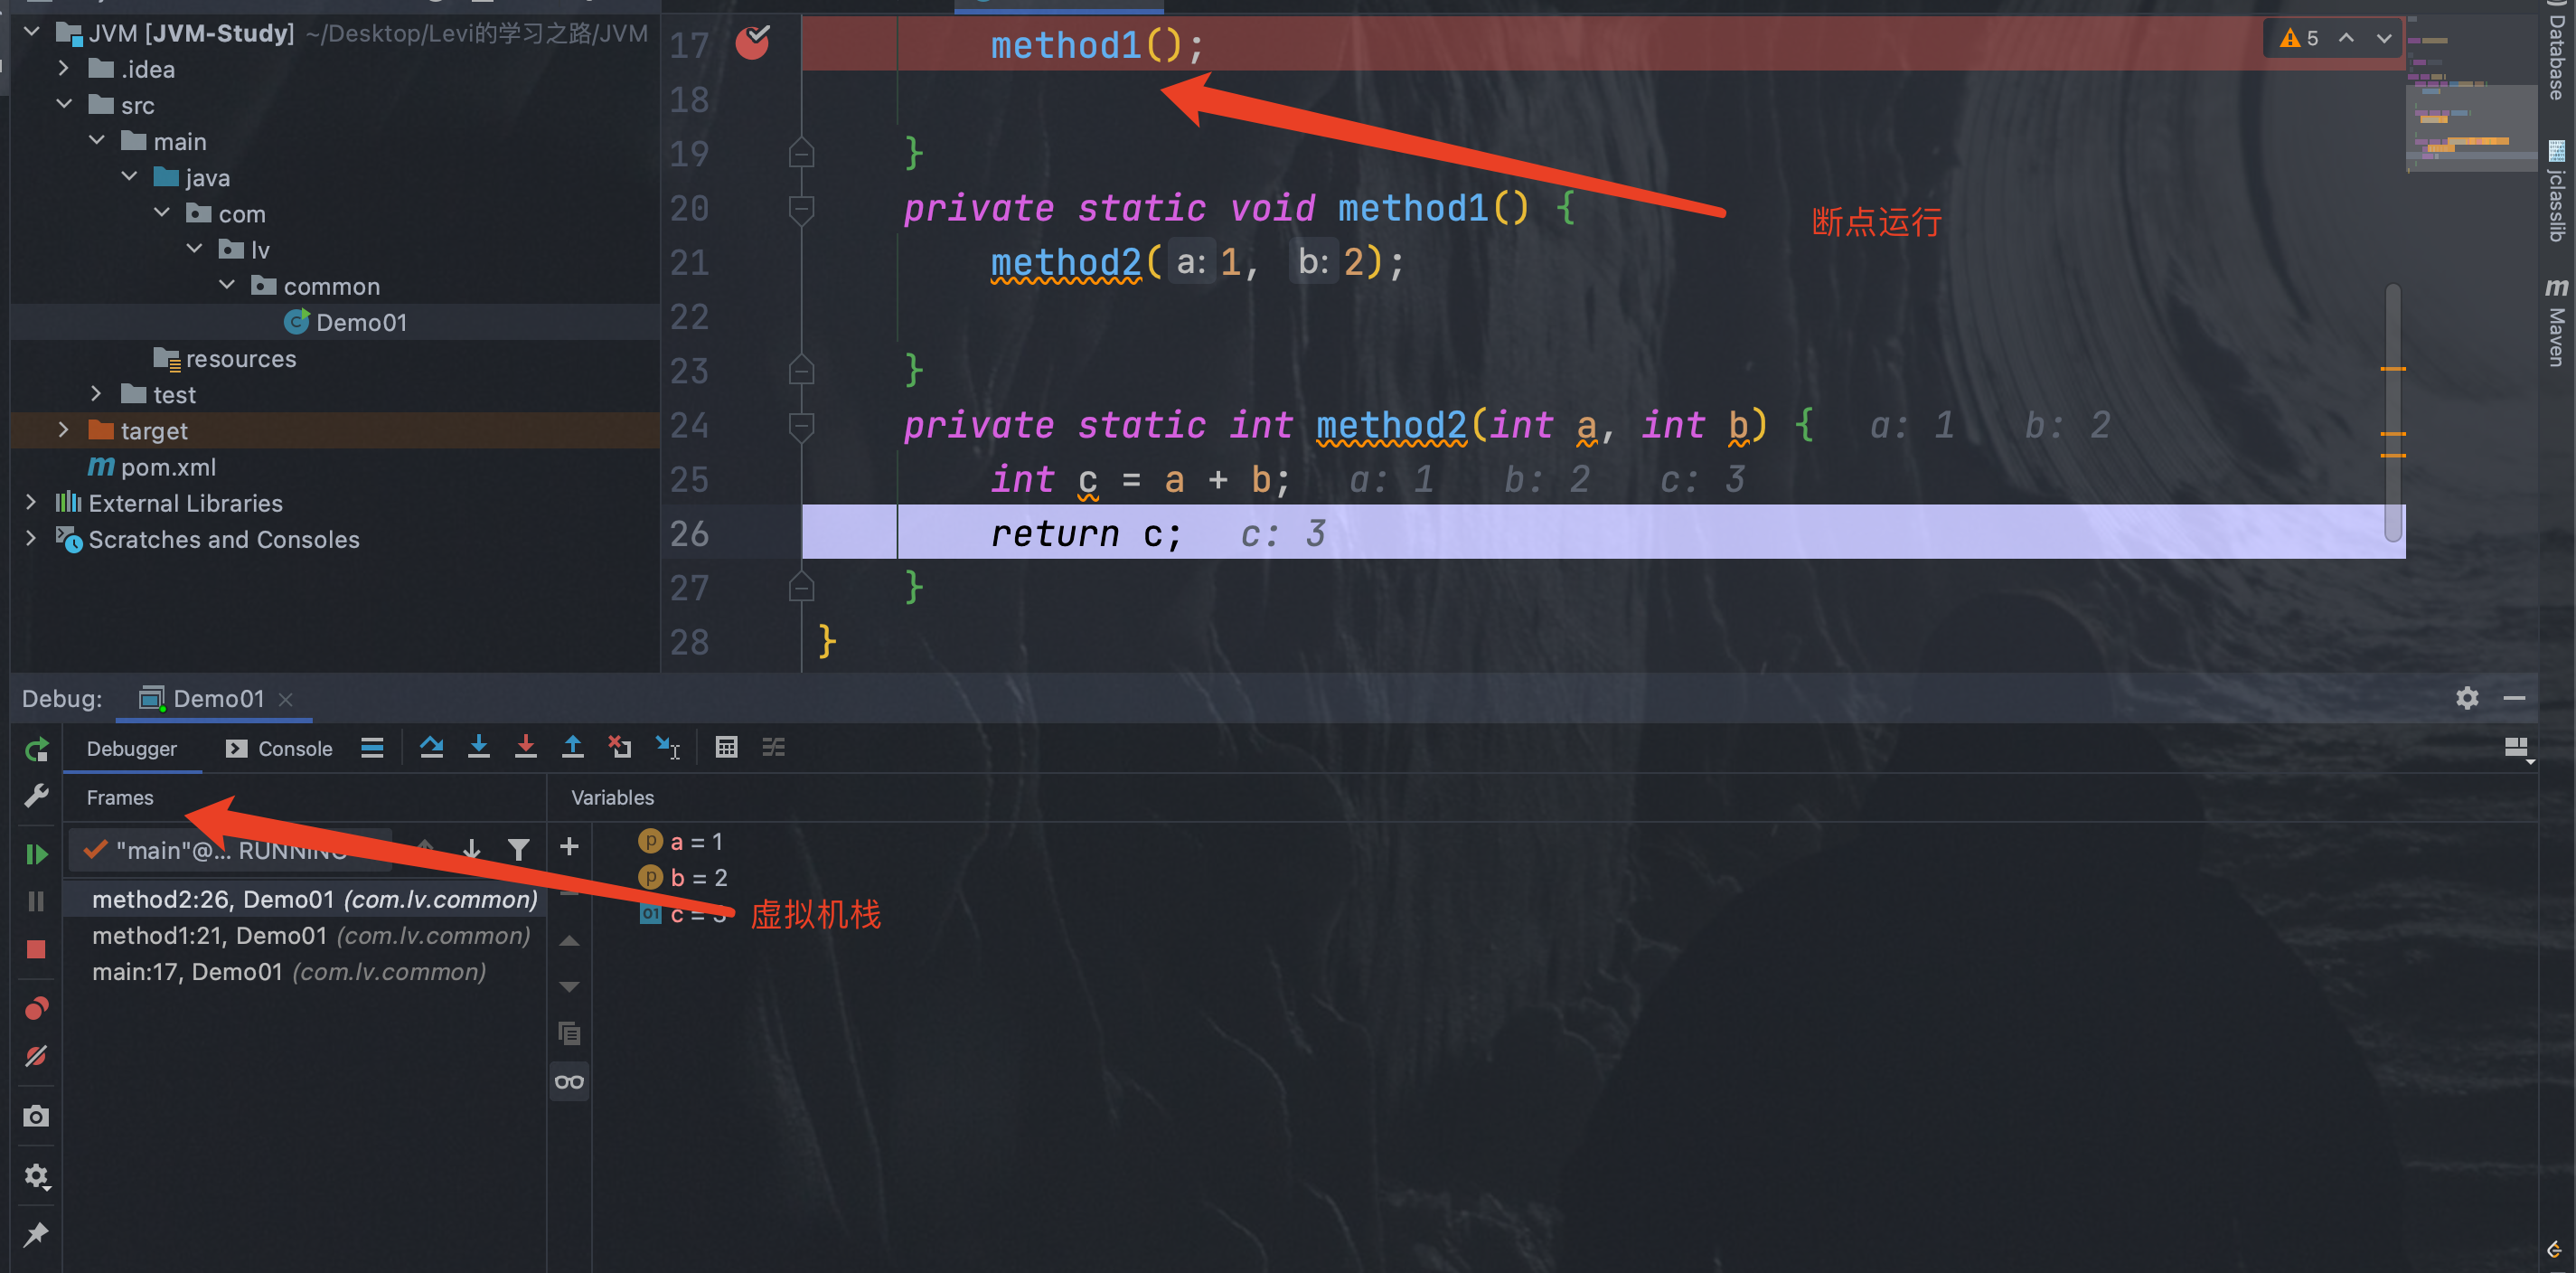 JVM [JVM-Study] ~/Desktop/Levi的学习之路/JVM
.idea
src
main
java
com
lv
common
Demo01
resources
test
target
pom.xml
External Libraries
Scratches and Consoles
17 method1();
18
19 }
20 private static void method1() {
21 method2( a: 1, b: 2);
22
23 }
24 private static int method2(int a, int b) { a: 1 b: 2
25 int c = a + b; a: 1 b: 2 c: 3
26 return c; c: 3
27 }
28 }
断点运行
5
Database
jclasslib
Maven
Debug: Demo01
Debugger Console
Frames
Variables
"main"@... RUNNING
method2:26, Demo01 (com.lv.common)
method1:21, Demo01 (com.lv.common)
main:17, Demo01 (com.lv.common)
a = 1
b = 2
c = 3
虚拟机栈